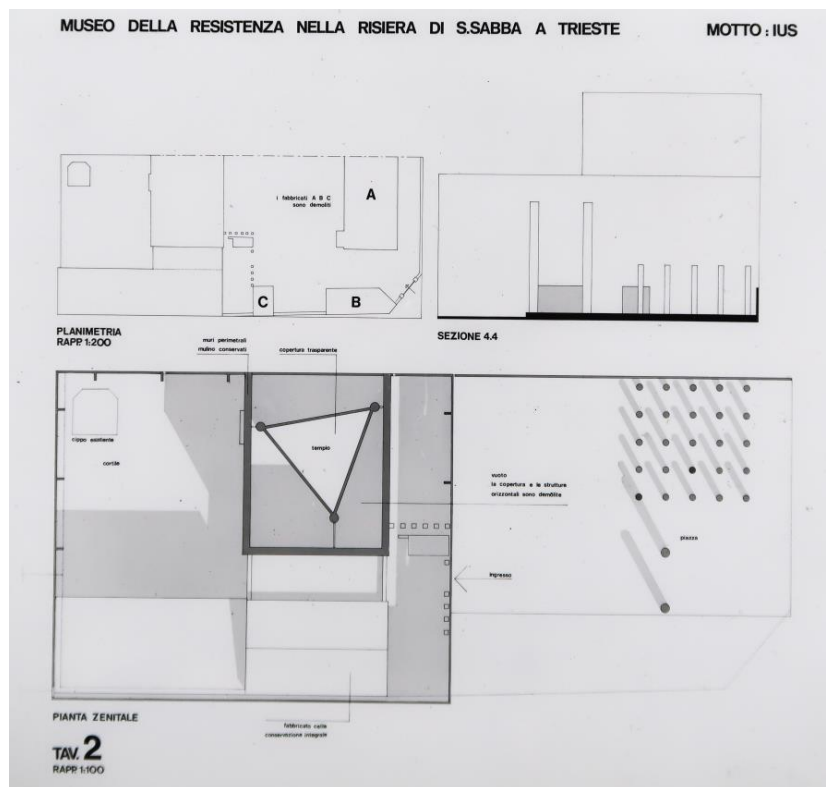 MUSEO DELLA RESISTENZA NELLA RISIERA DI S.SABBA A TRIESTE
MOTTO : IUS
i fabbricati A B C
sono demoliti
A
B
C
PLANIMETRIA
RAPP. 1:200
SEZIONE 4.4
muri perimetrali
mulino conservati
copertura trasparente
cippo esistente
cortile
tempio
vuoto
la copertura e le strutture
orizzontali sono demolite
piazza
ingresso
PIANTA ZENITALE
fabbricato celle
conservazione integrale
TAV. 2
RAPP. 1:100